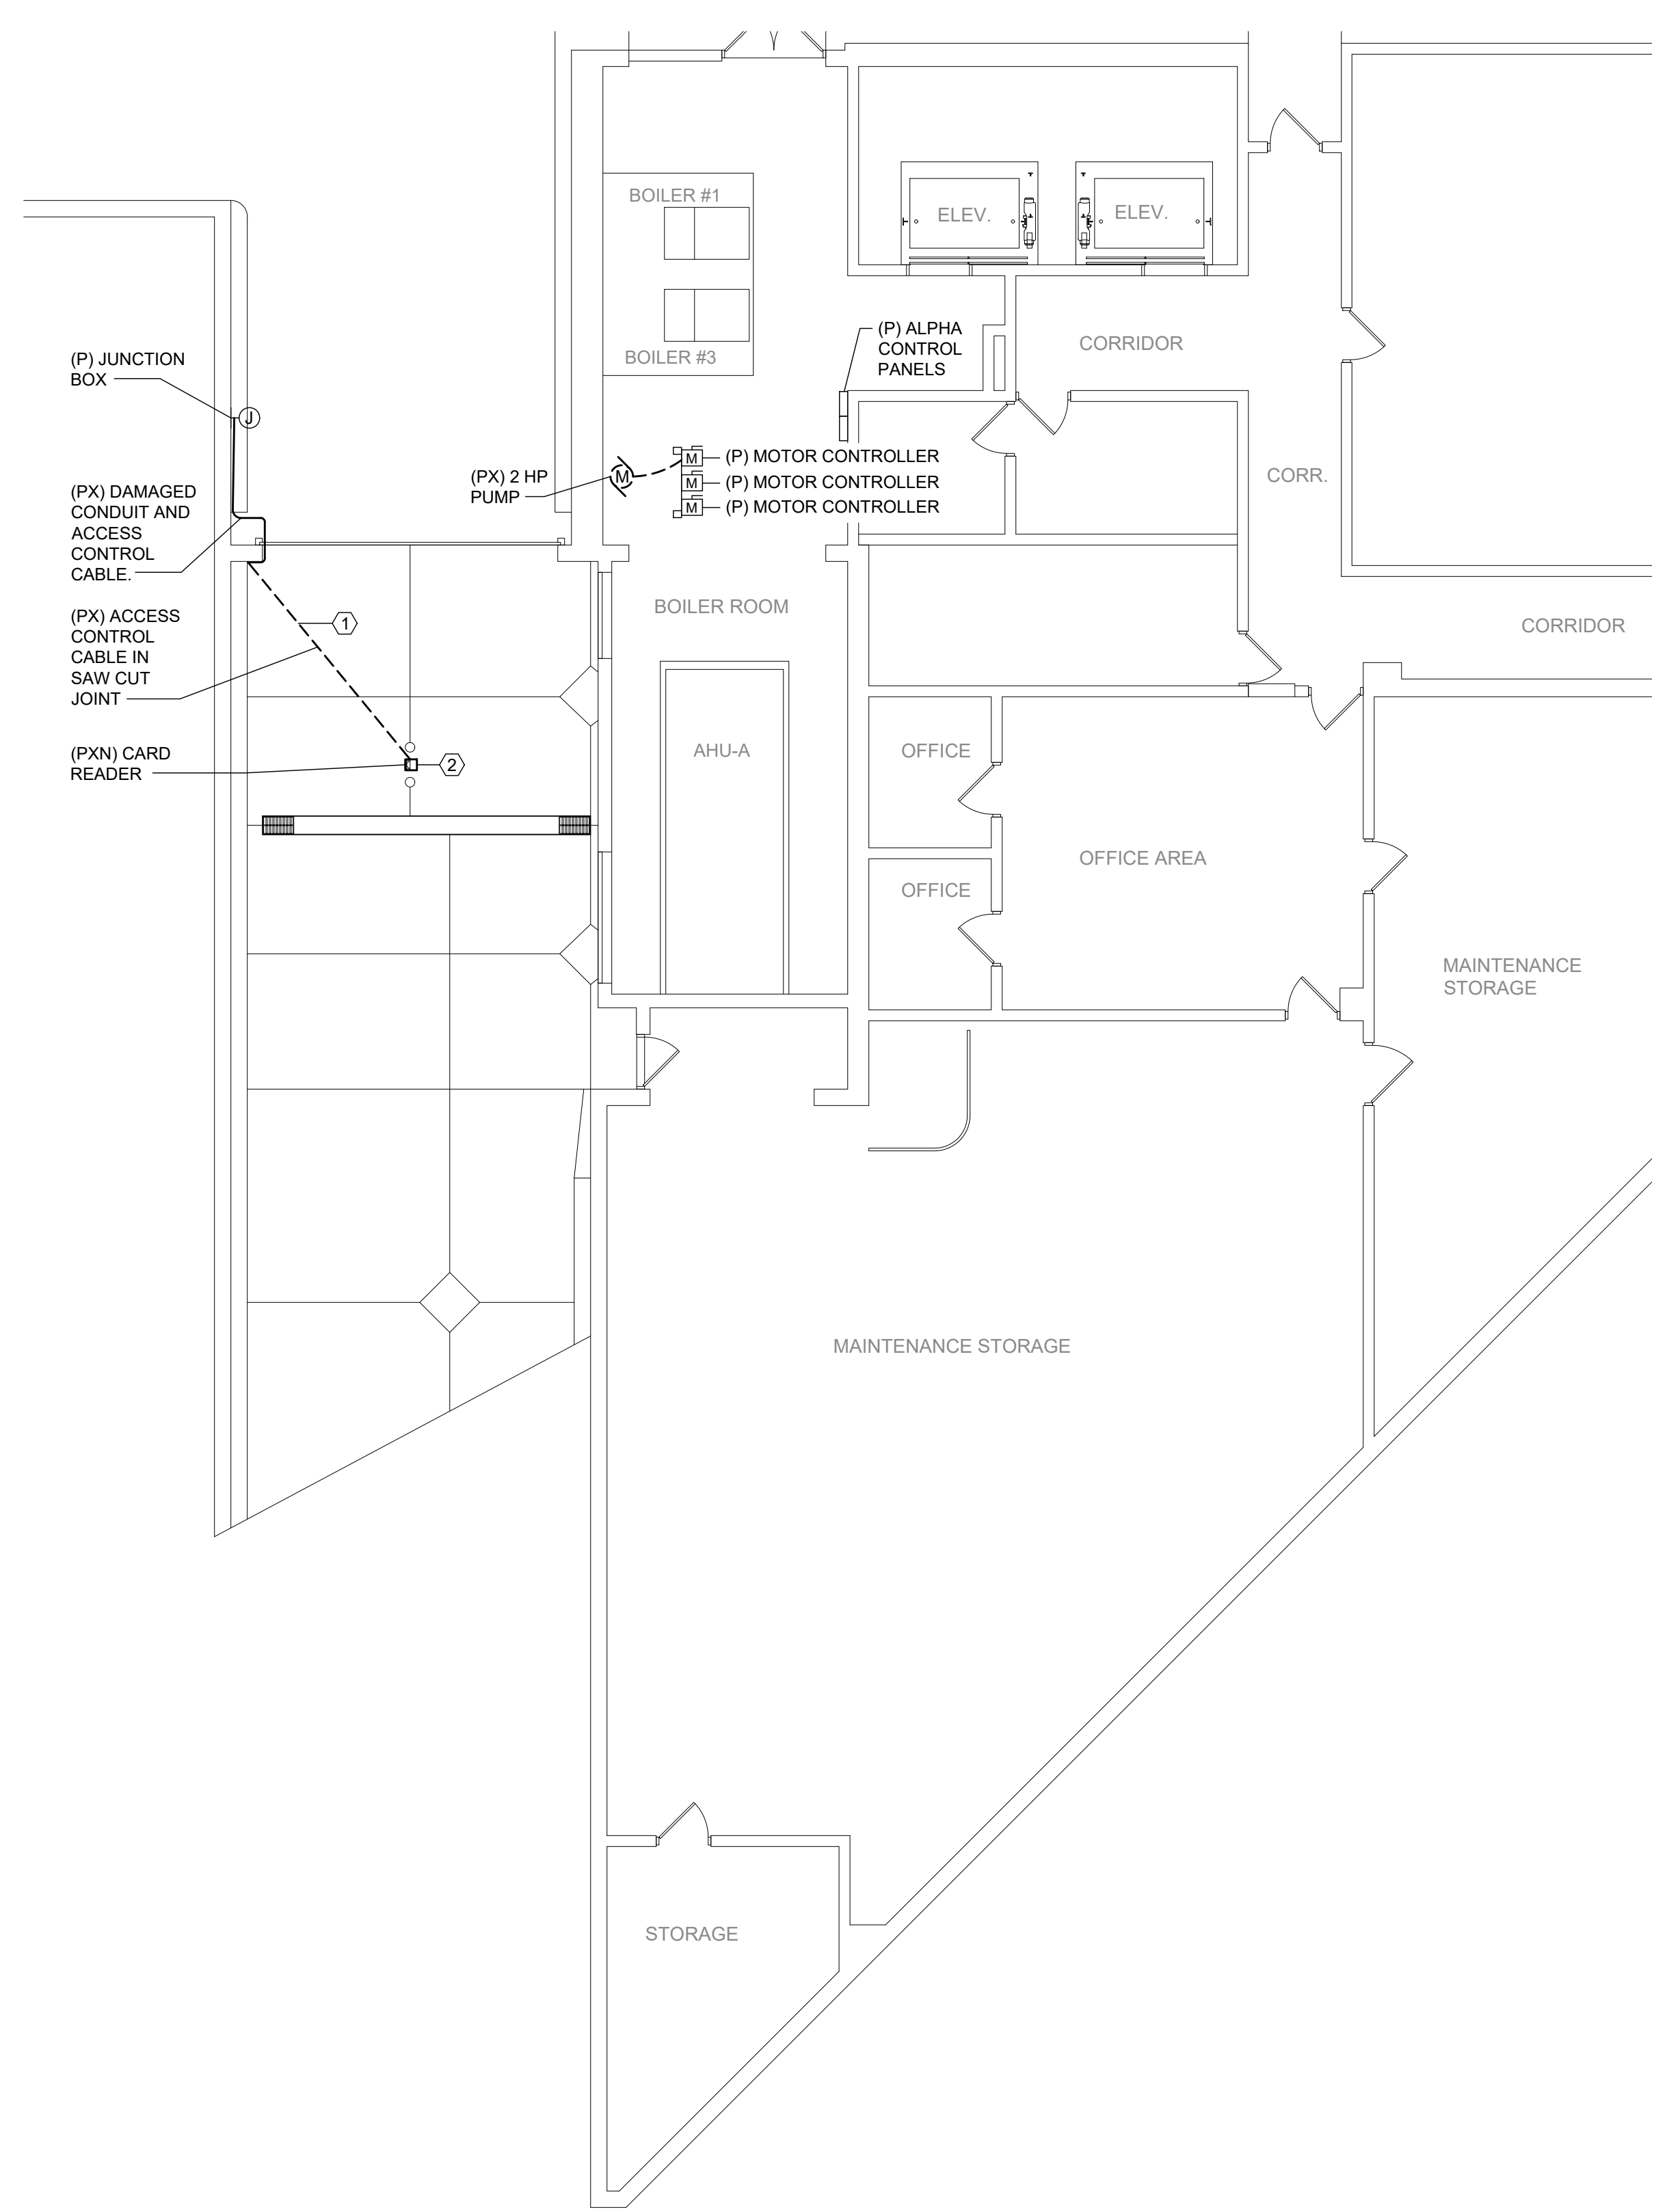 BOILER #1
ELEV.
ELEV.
BOILER #3
(P) ALPHA
CONTROL
PANELS
CORRIDOR
(P) JUNCTION
BOX
J
(PX) 2 HP
PUMP
M
M
(P) MOTOR CONTROLLER
M
(P) MOTOR CONTROLLER
M
(P) MOTOR CONTROLLER
CORR.
(PX) DAMAGED
CONDUIT AND
ACCESS
CONTROL
CABLE.
(PX) ACCESS
CONTROL
CABLE IN
SAW CUT
JOINT
1
BOILER ROOM
CORRIDOR
(PXN) CARD
READER
2
AHU-A
OFFICE
OFFICE AREA
OFFICE
MAINTENANCE
STORAGE
MAINTENANCE STORAGE
STORAGE